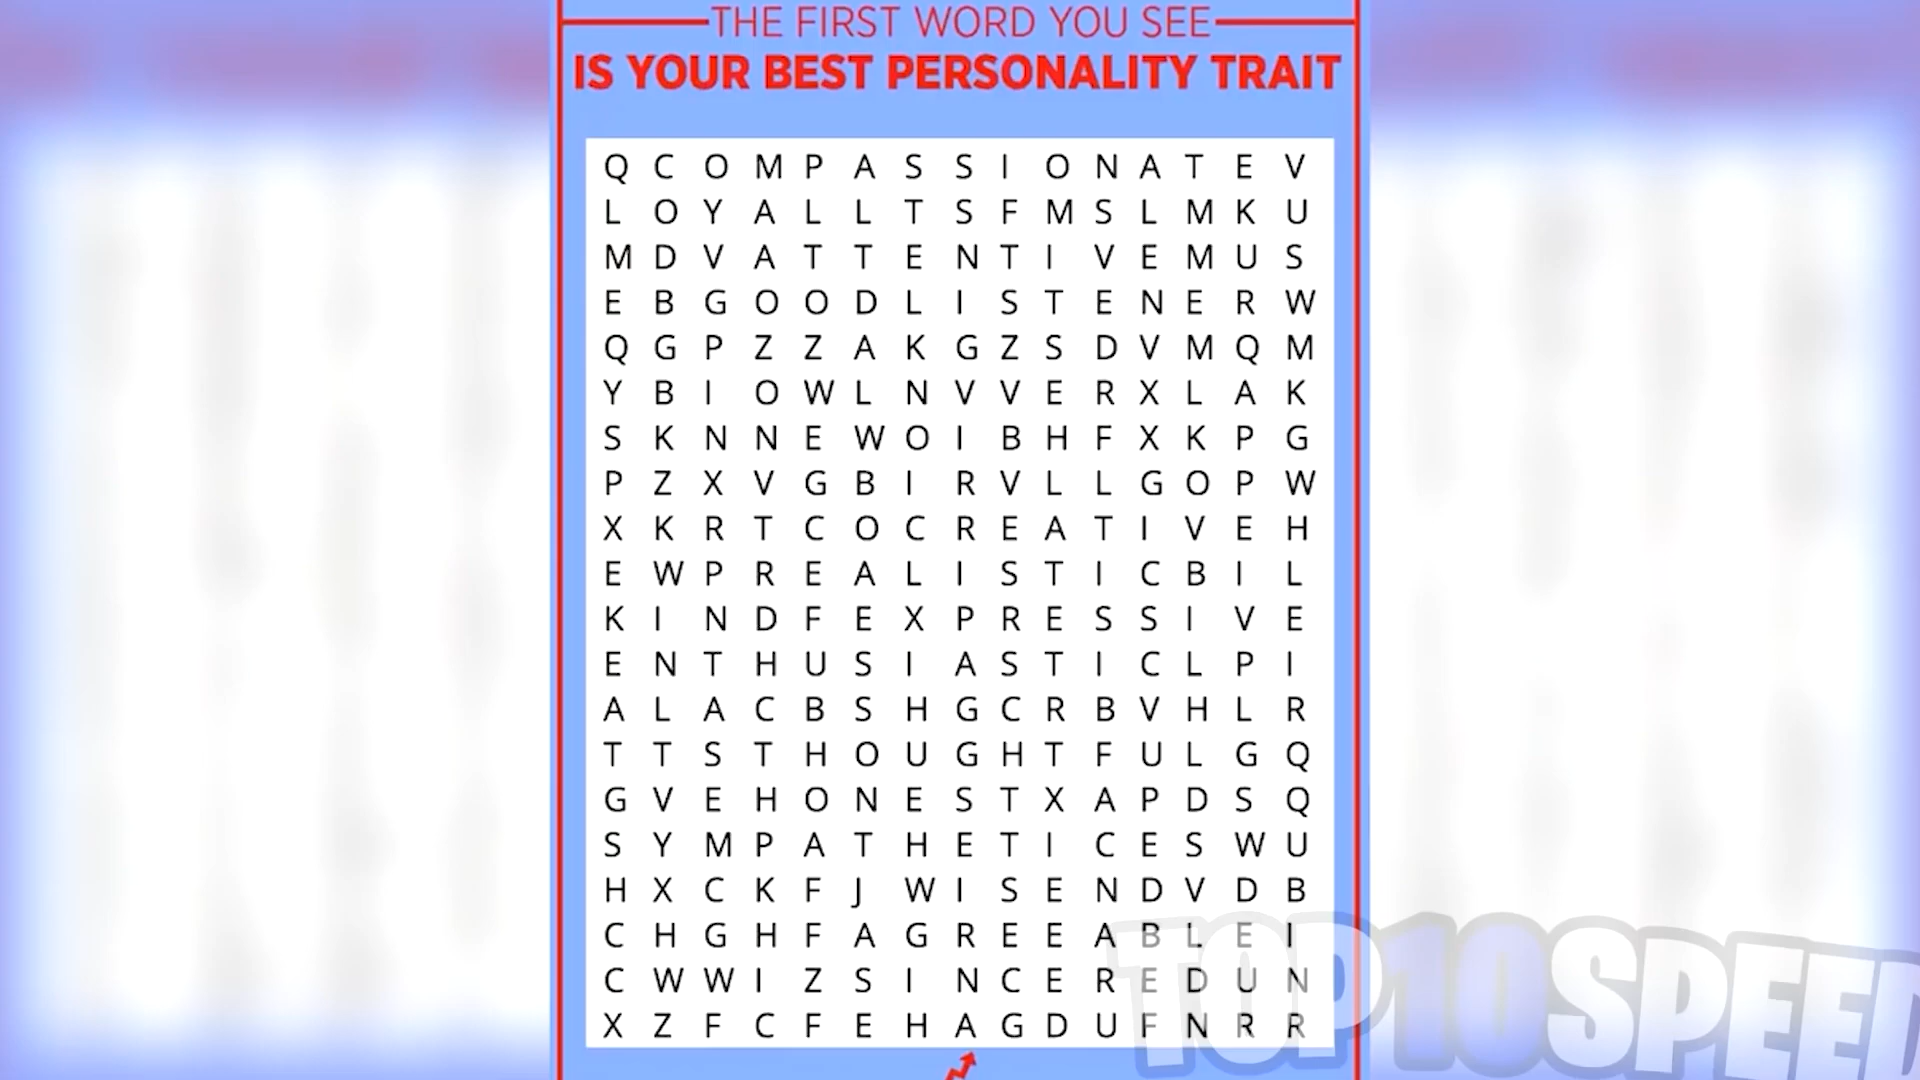 THE FIRST WORD YOU SEE
IS YOUR BEST PERSONALITY TRAIT
Q C O M P A S S I O N A T E V
L O Y A L L T S F M S L M K U
M D V A T T E N T I V E M U S
E B G O O D L I S T E N E R W
Q G P Z Z A K G Z S D V M Q M
Y B I O W L N V V E R X L A K
S K N N E W O I B H F X K P G
P Z X V G B I R V L L G O P W
X K R T C O C R E A T I V E H
E W P R E A L I S T I C B I L
K I N D F E X P R E S S I V E
E N T H U S I A S T I C L P I
A L A C B S H G C R B V H L R
T T S T H O U G H T F U L G Q
G V E H O N E S T X A P D S Q
S Y M P A T H E T I C E S W U
H X C K F J W I S E N D V D B
C H G H F A G R E E A B L E I
C W W I Z S I N C E R E D U N
X Z F C F E H A G D U F N R R
TOP10SPEED